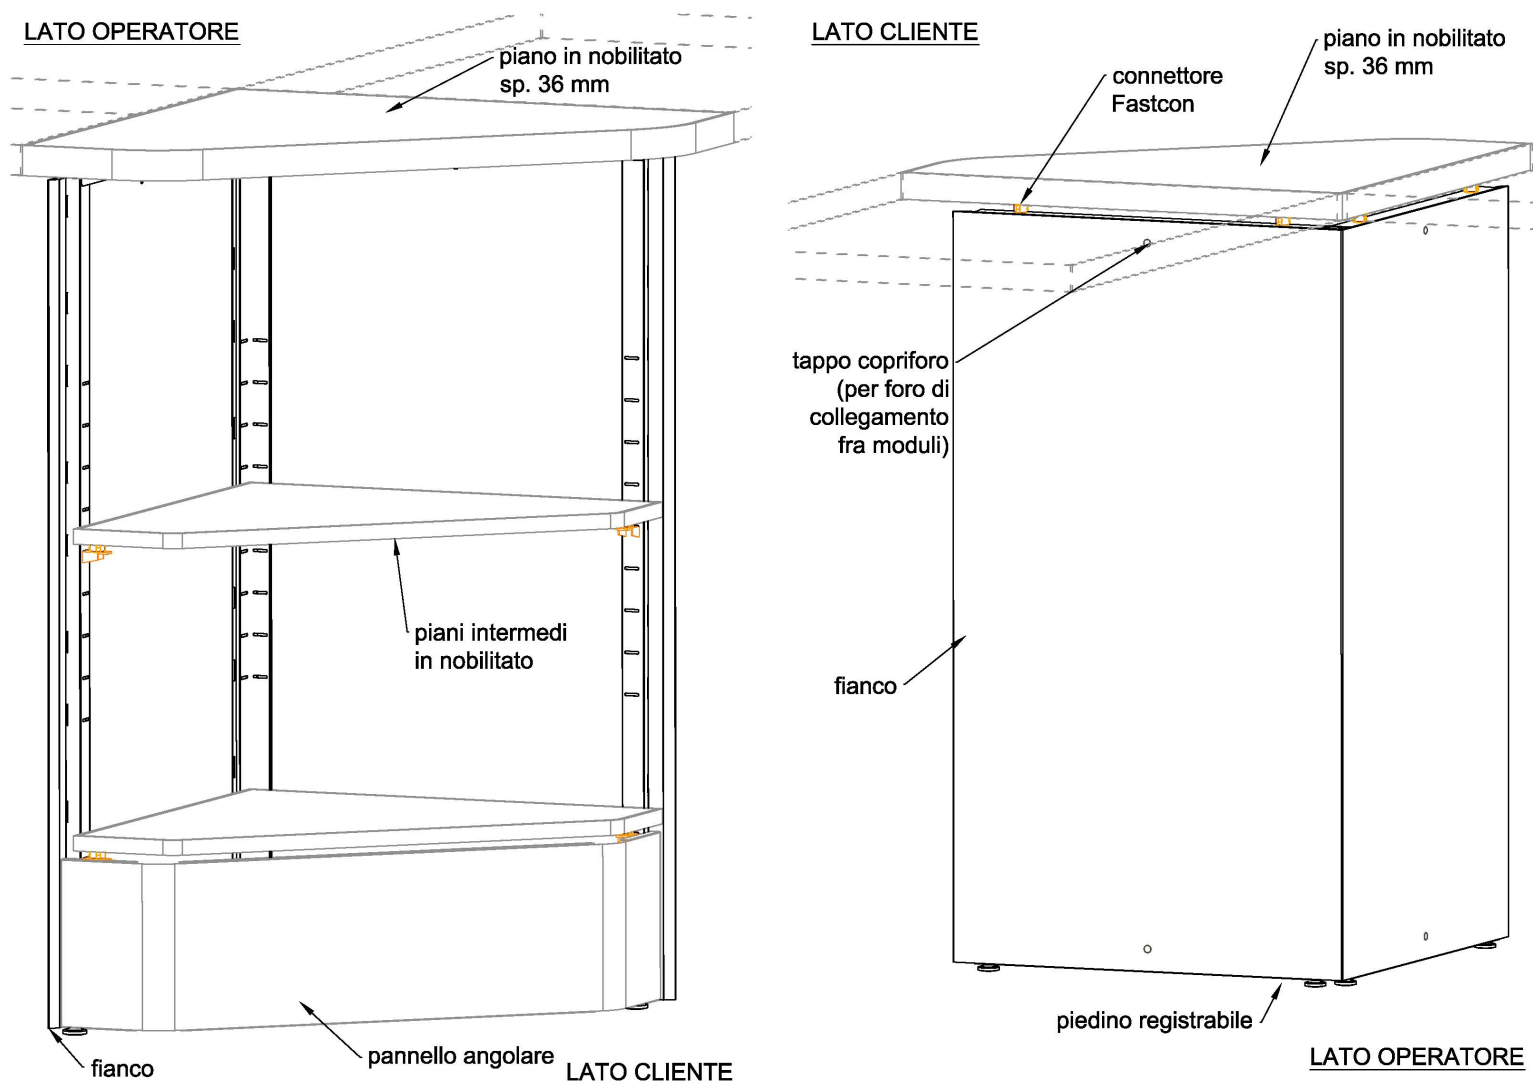 LATO OPERATORE
piano in nobilitato
sp. 36 mm
piani intermedi
in nobilitato
pannello angolare
fianco
LATO CLIENTE
LATO CLIENTE
connettore
Fastcon
piano in nobilitato
sp. 36 mm
tappo copriforo
(per foro di
collegamento
fra moduli)
fianco
piedino registrabile
LATO OPERATORE